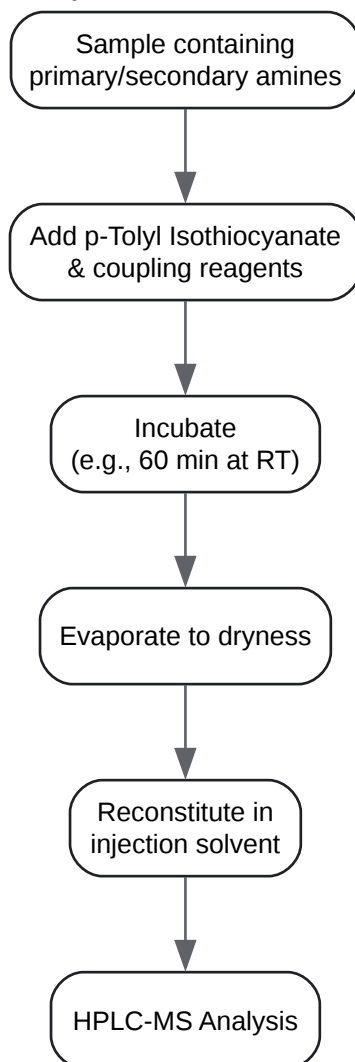 Sample containing
primary/secondary amines
Add p-Tolyl Isothiocyanate
& coupling reagents
Incubate
(e.g., 60 min at RT)
Evaporate to dryness
Reconstitute in
injection solvent
HPLC-MS Analysis